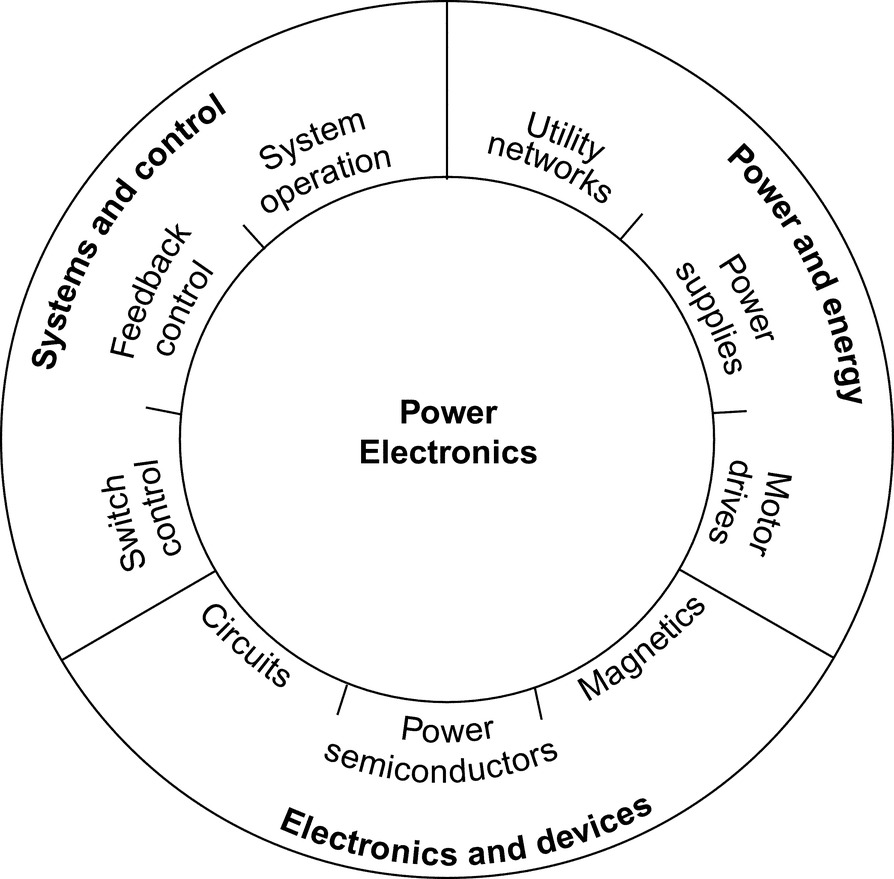 Systems and control
System
operation
Feedback
control
Switch
control
Power and energy
Utility
networks
Power
supplies
Motor
drives
Power
Electronics
Circuits
Power
semiconductors
Magnetics
Electronics and devices